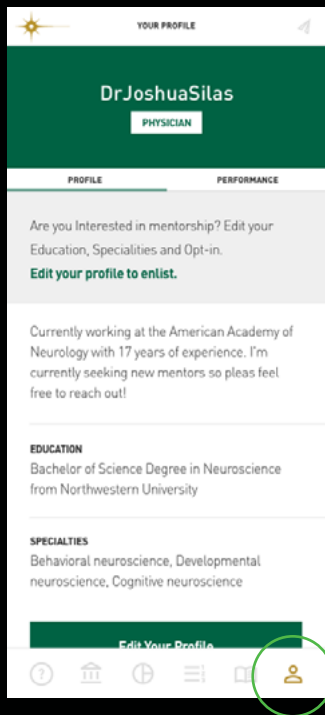 YOUR PROFILE
DrJoshuaSilas
PHYSICIAN
PROFILE PERFORMANCE
Are you Interested in mentorship? Edit your
Education, Specialities and Opt-in.
Edit your profile to enlist.
Currently working at the American Academy of
Neurology with 17 years of experience. I'm
currently seeking new mentors so pleas feel
free to reach out!
EDUCATION
Bachelor of Science Degree in Neuroscience
from Northwestern University
SPECIALTIES
Behavioral neuroscience, Developmental
neuroscience, Cognitive neuroscience
Edit Your Profile
?